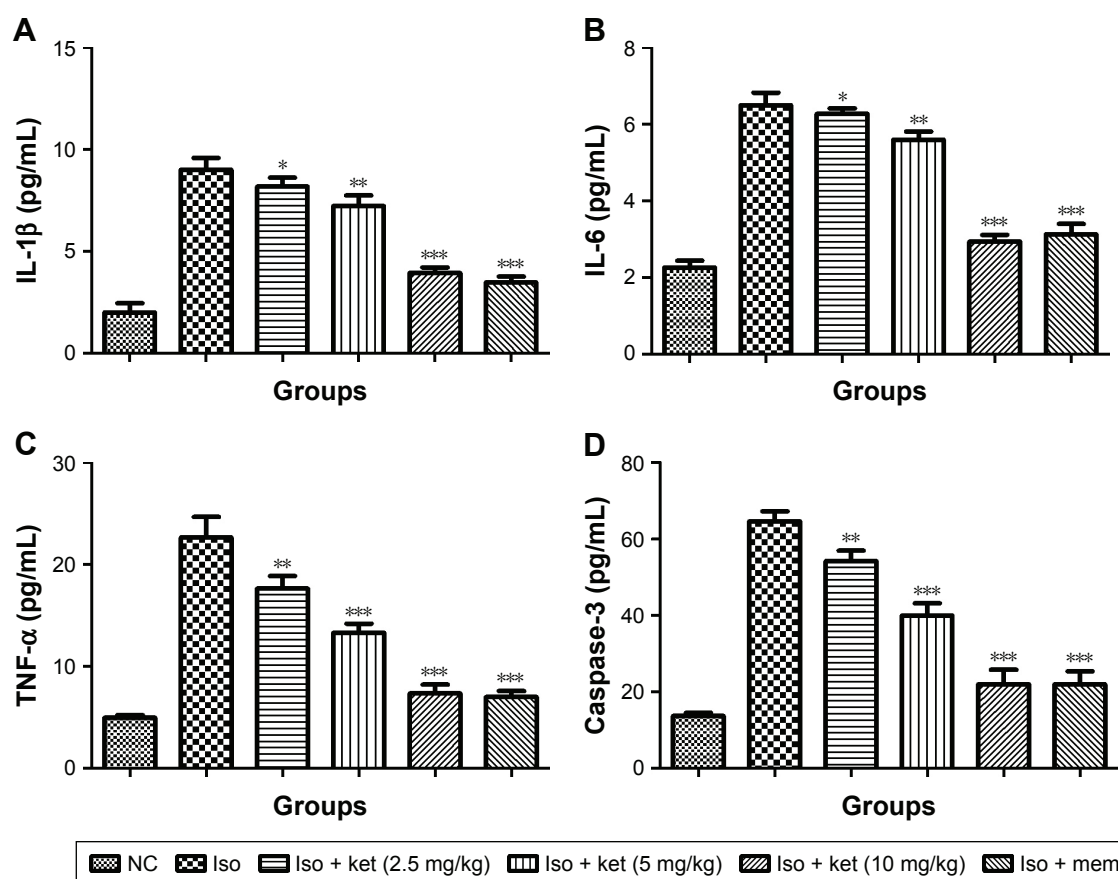 A
IL-1β (pg/mL)
15
10
5
0
*
**
***
***
Groups
B
IL-6 (pg/mL)
8
6
4
2
0
*
**
***
***
Groups
C
TNF-α (pg/mL)
30
20
10
0
**
***
***
***
Groups
D
Caspase-3 (pg/mL)
80
60
40
20
0
**
***
***
***
Groups
NC Iso Iso + ket (2.5 mg/kg) Iso + ket (5 mg/kg) Iso + ket (10 mg/kg) Iso + mem